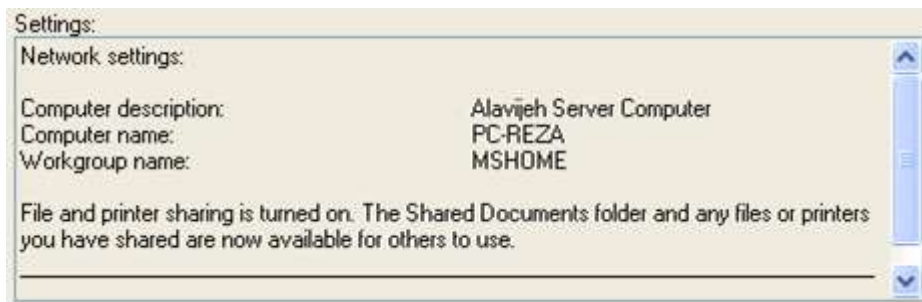 Settings:
Network settings:
Computer description: Alavijeh Server Computer
Computer name: PC-REZA
Workgroup name: MSHOME
File and printer sharing is turned on. The Shared Documents folder and any files or printers
you have shared are now available for others to use.